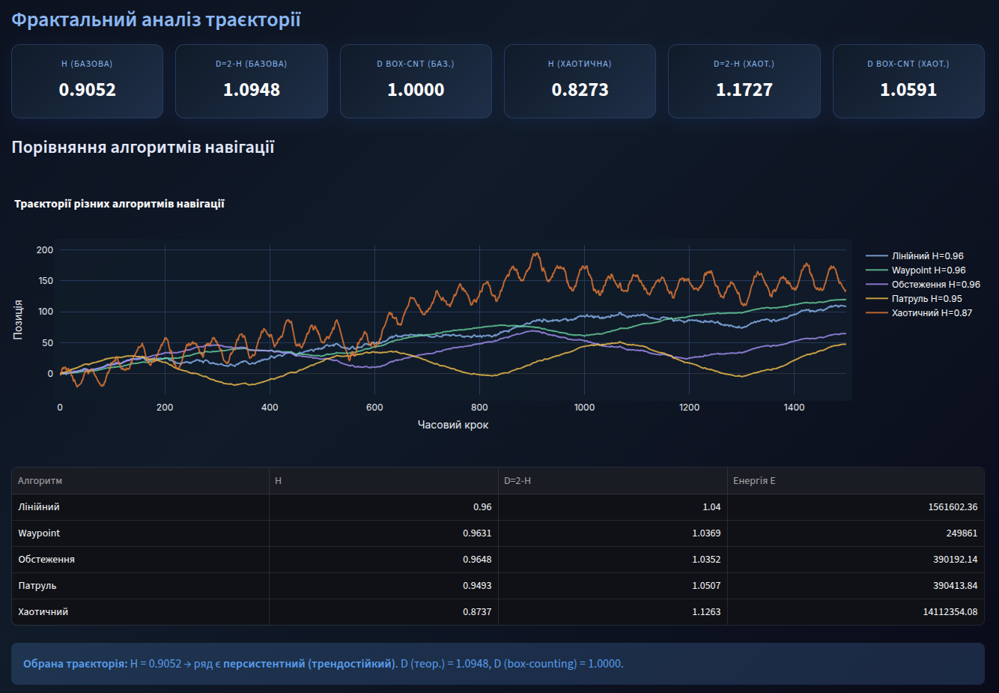 Фрактальний аналіз траєкторії
H (БАЗОВА)
0.9052
D=2-H (БАЗОВА)
1.0948
D BOX-CNT (БАЗ.)
1.0000
H (ХАОТИЧНА)
0.8273
D=2-H (ХАОТ.)
1.1727
D BOX-CNT (ХАОТ.)
1.0591
Порівняння алгоритмів навігації
Траєкторії різних алгоритмів навігації
Позиція
200
150
100
50
0
0 200 400 600 800 1000 1200 1400
Часовий крок
Лінійний H=0.96
Waypoint H=0.96
Обстеження H=0.96
Патруль H=0.95
Хаотичний H=0.87
Алгоритм H D=2-H Енергія E
Лінійний 0.96 1.04 1561602.36
Waypoint 0.9631 1.0369 249861
Обстеження 0.9648 1.0352 390192.14
Патруль 0.9493 1.0507 390413.84
Хаотичний 0.8737 1.1263 14112354.08
Обрана траєкторія: H = 0.9052 → ряд є персистентний (трендостійкий). D (теор.) = 1.0948, D (box-counting) = 1.0000.